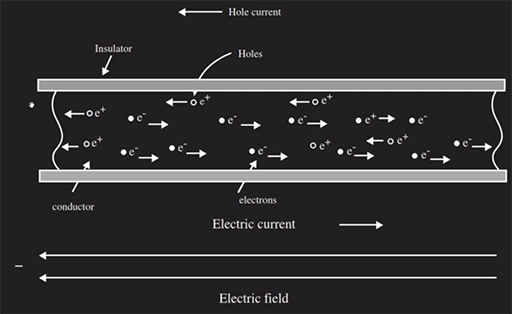 Hole current
Insulator
Holes
e⁺ e⁺
e⁺ e⁻ e⁻ e⁻ e⁺ e⁻
e⁺ e⁻ e⁻ e⁻ e⁺ e⁻ e⁺ e⁻ e⁻
conductor
electrons
Electric current
−
Electric field